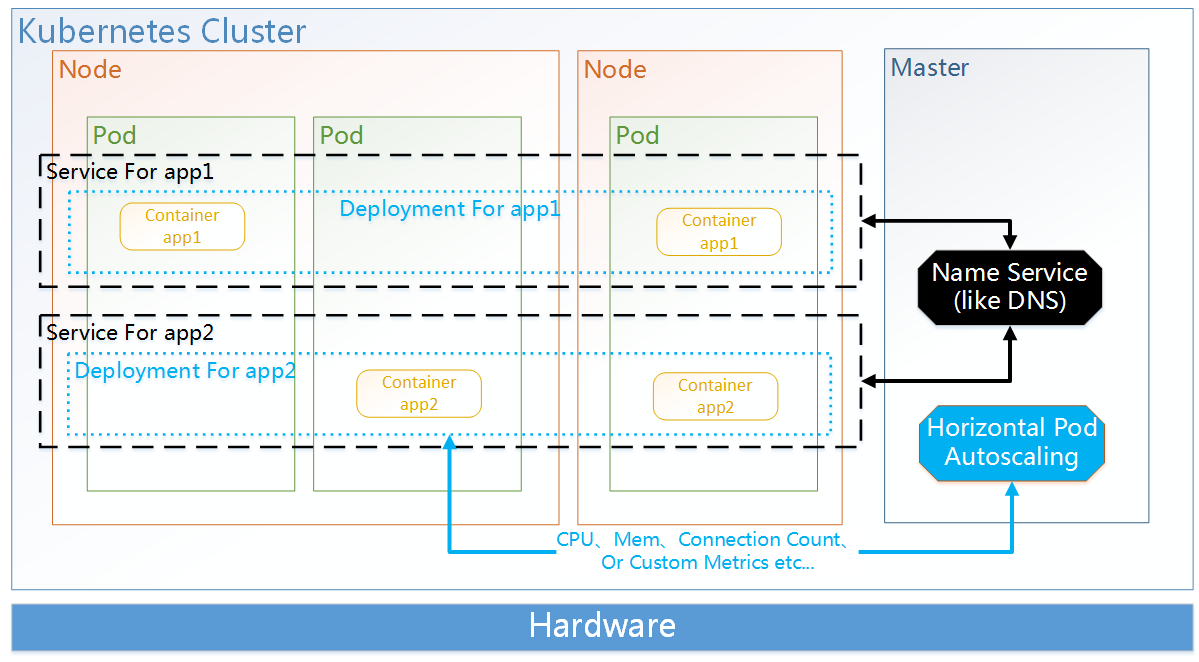 Kubernetes Cluster
Node
Node
Master
Pod
Pod
Pod
Service For app1
Deployment For app1
Container
app1
Container
app1
Name Service
(like DNS)
Service For app2
Deployment For app2
Container
app2
Container
app2
Horizontal Pod
Autoscaling
CPU、Mem、Connection Count、
Or Custom Metrics etc...
Hardware